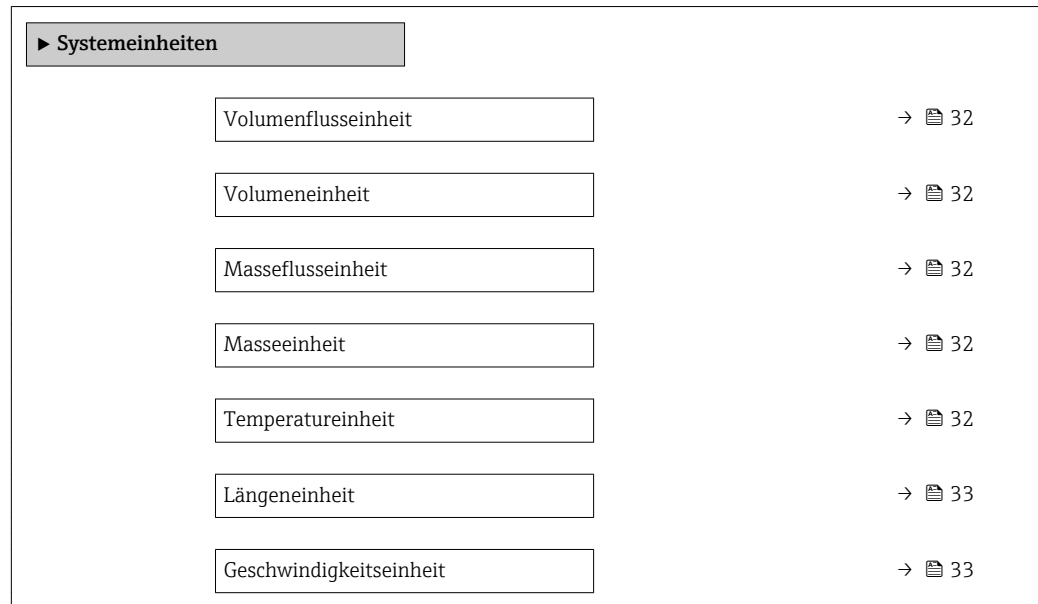 ▶ Systemeinheiten
Volumenflusseinheit → 32
Volumeneinheit → 32
Masseflusseinheit → 32
Masseeinheit → 32
Temperatureinheit → 32
Längeneinheit → 33
Geschwindigkeitseinheit → 33